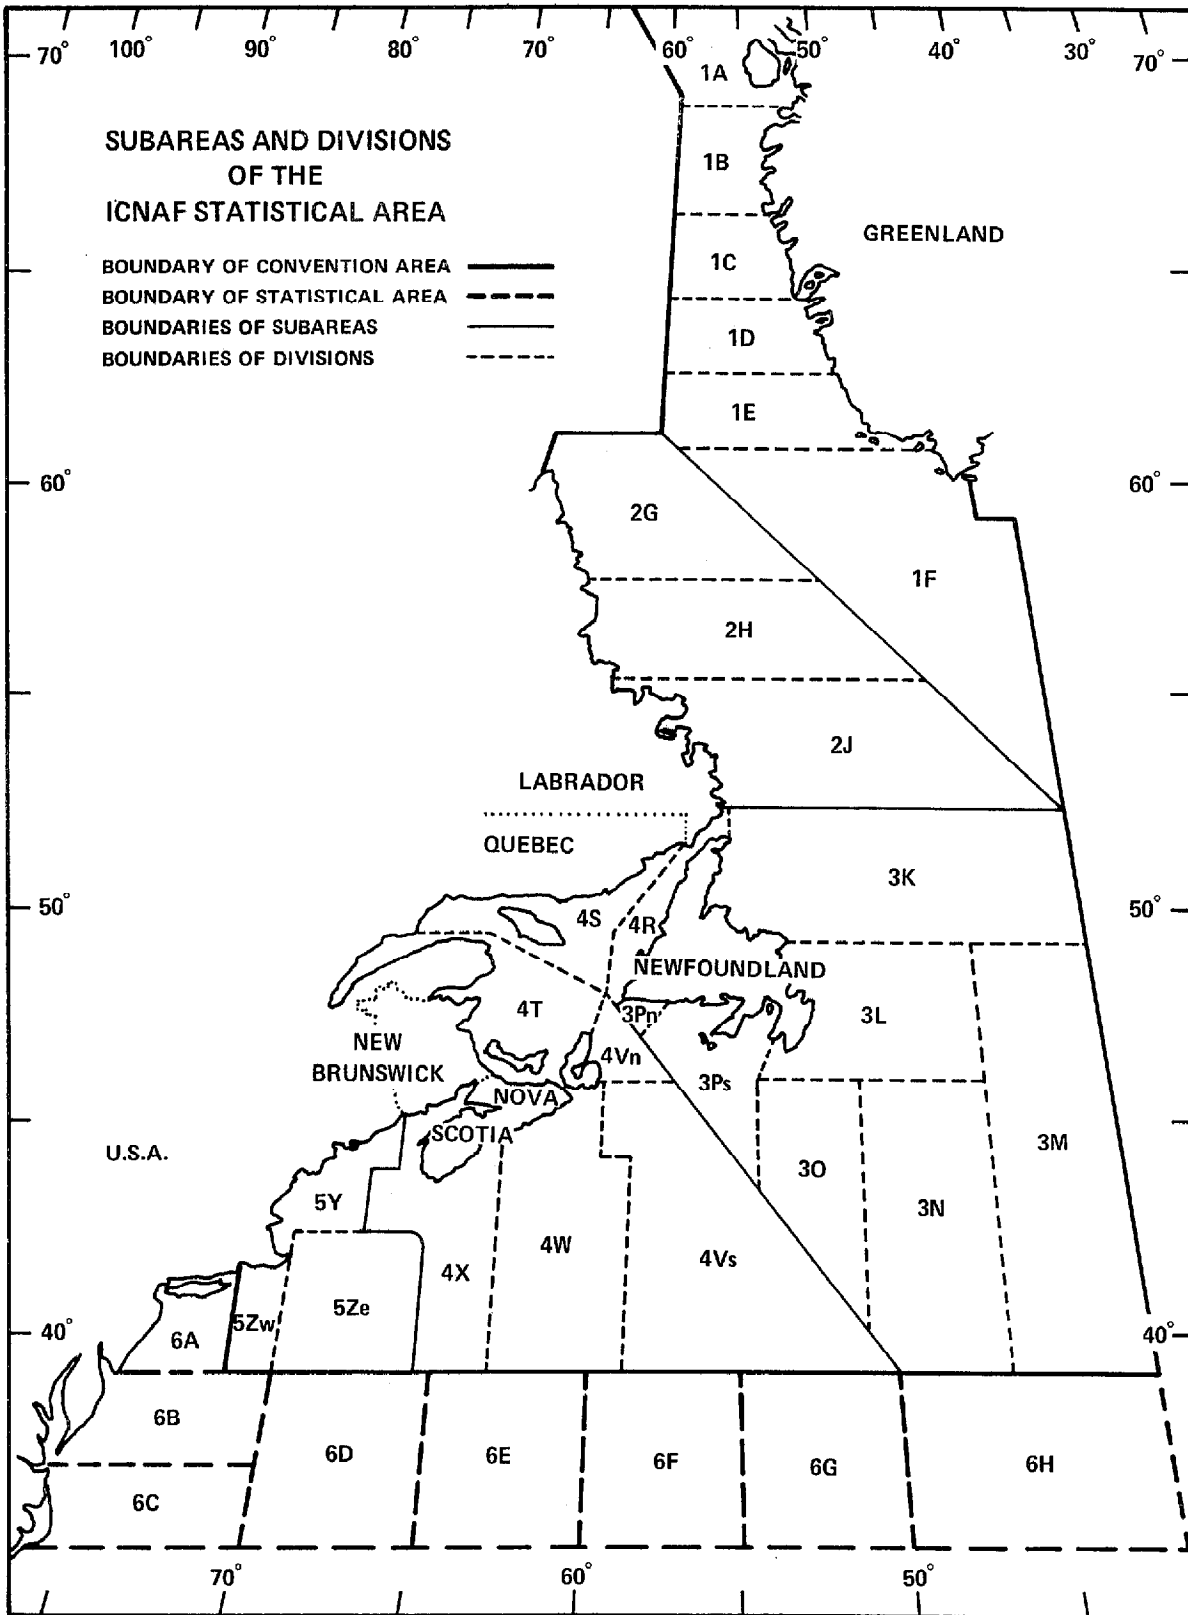 70° 100° 90° 80° 70° 60° 50° 40° 30° 70°
1A
SUBAREAS AND DIVISIONS
OF THE
ICNAF STATISTICAL AREA
1B
GREENLAND
1C
BOUNDARY OF CONVENTION AREA
BOUNDARY OF STATISTICAL AREA
BOUNDARIES OF SUBAREAS
BOUNDARIES OF DIVISIONS
1D
1E
60° 60°
2G
1F
2H
2J
LABRADOR
QUEBEC
3K
50° 50°
4S 4R
NEWFOUNDLAND
4T 3Pn 3L
NEW
BRUNSWICK
4Vn
3Ps
NOVA
SCOTIA
U.S.A.
3M
3O
5Y
3N
4W
4Vs
4X
5Ze
5Zw
6A
40° 40°
6B
6D 6E 6F 6G 6H
6C
70° 60° 50°